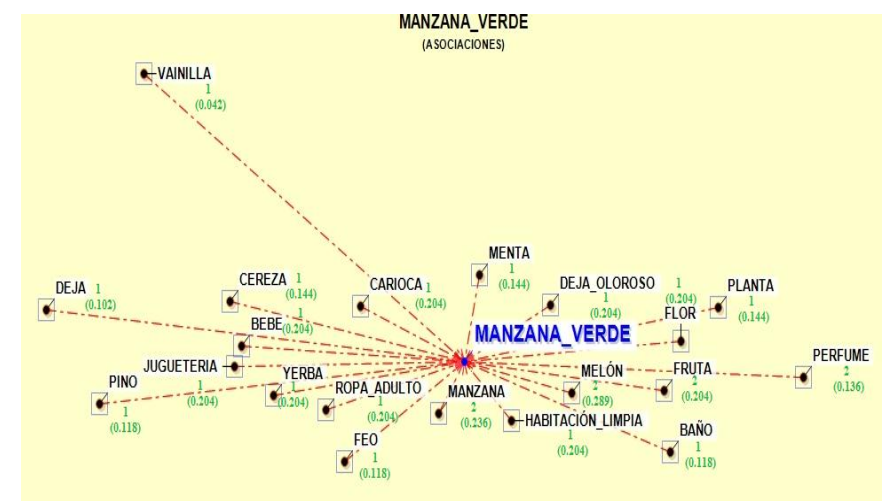 MANZANA_VERDE
(ASOCIACIONES)
VAINILLA
1
(0.042)
MENTA
1
(0.144)
DEJA 1
(0.102)
CEREZA 1
(0.144)
CARIOCA 1
(0.204)
DEJA_OLOROSO
1
(0.204)
1
(0.204)
FLOR
PLANTA
1
(0.144)
BEBE 1
(0.204)
MANZANA_VERDE
JUGUETERIA
1
(0.204)
YERBA
1
(0.204)
PINO
1
(0.118)
ROPA_ADULTO
1
(0.204)
MANZANA
2
(0.236)
MELÓN
2
(0.289)
FRUTA
2
(0.204)
PERFUME
2
(0.136)
HABITACIÓN_LIMPIA
1
(0.204)
FEO
1
(0.118)
BAÑO
1
(0.118)